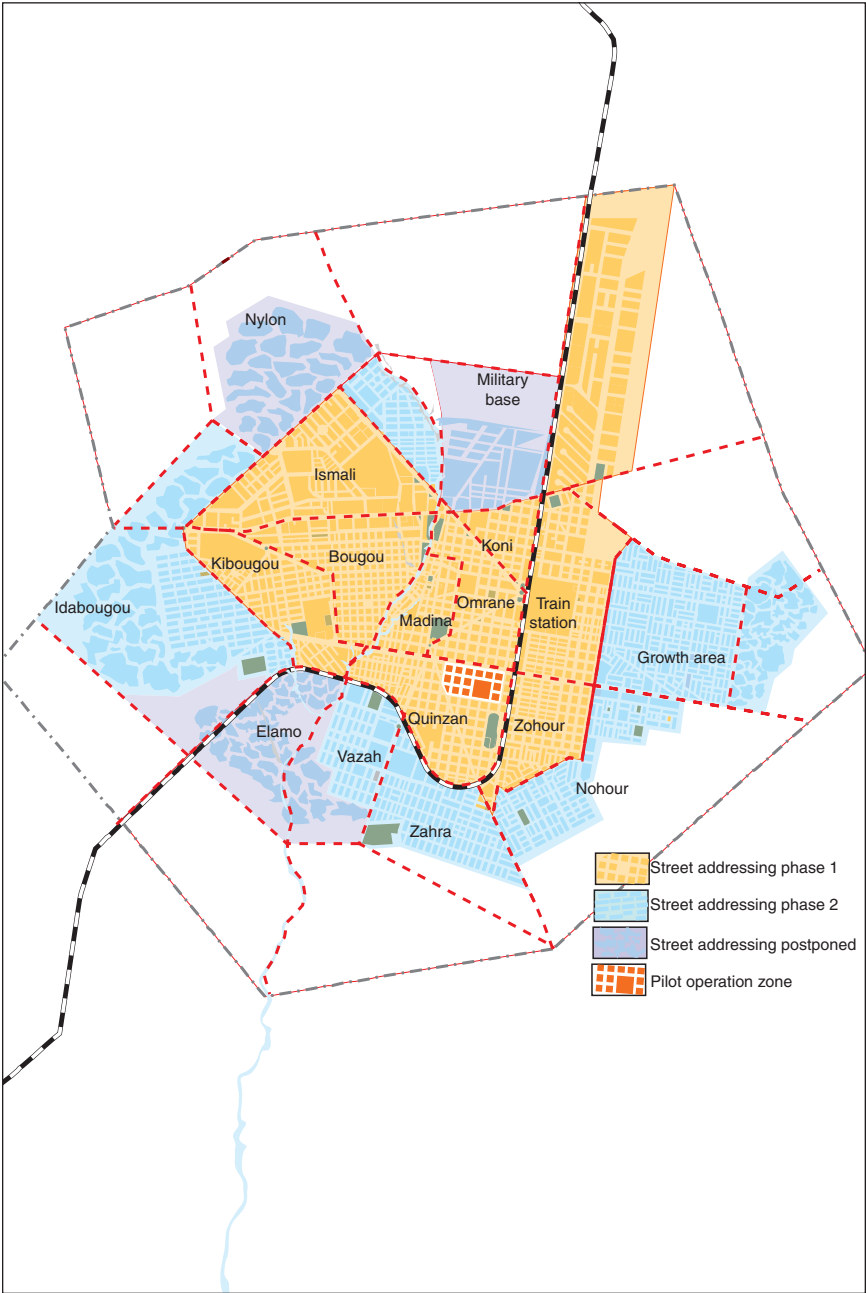 Nylon
Military
base
Ismali
Koni
Bougou
Kibougou
Idabougou
Omrane
Train
station
Madina
Growth area
Quinzan
Zohour
Elamo
Vazah
Nohour
Zahra
Street addressing phase 1
Street addressing phase 2
Street addressing postponed
Pilot operation zone